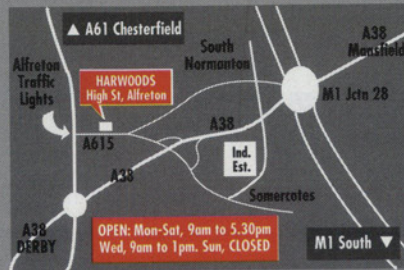 ▲ A61 Chesterfield
A38
Mansfield
South
Normanton
Alfreton
Traffic
Lights
HARWOODS
High St, Alfreton
M1 Jctn 28
A38
A615
Ind.
Est.
A38
Somercotes
A38
DERBY
OPEN: Mon-Sat, 9am to 5.30pm
Wed, 9am to 1pm. Sun, CLOSED
M1 South ▼